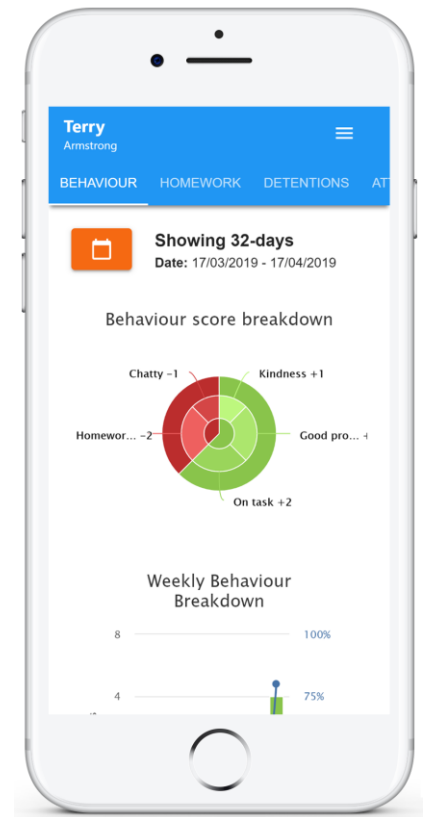 Terry
Armstrong
BEHAVIOUR HOMEWORK DETENTIONS AT
Showing 32-days
Date: 17/03/2019 - 17/04/2019
Behaviour score breakdown
Chatty -1
Kindness +1
Homewor... -2
Good pro... +
On task +2
Weekly Behaviour
Breakdown
8
100%
4
75%